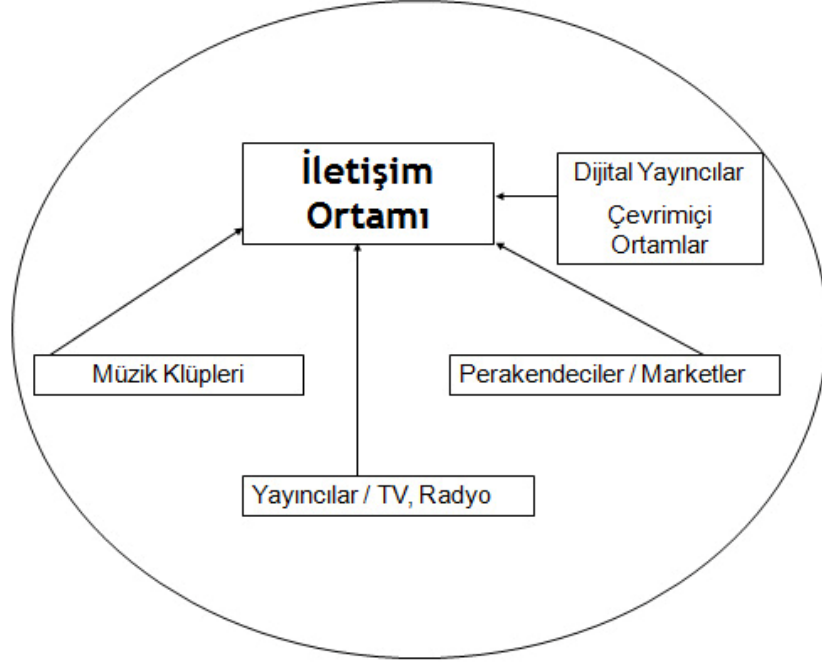 İletişim
Ortamı
Dijital Yayıncılar
Çevrimiçi
Ortamlar
Müzik Klüpleri
Perakendeciler / Marketler
Yayıncılar / TV, Radyo